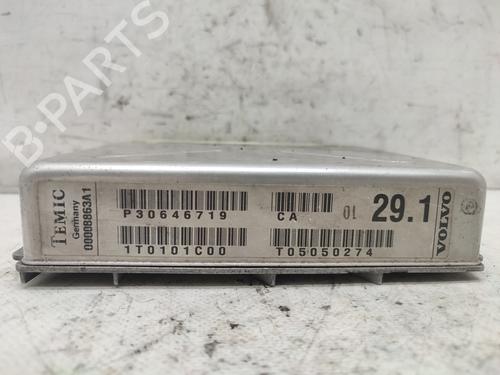 B-PARTS
TEMIC
Germany
00008863A1
P30646719
CA
01
29.1
VOLVO
1T0101C00
T05050274